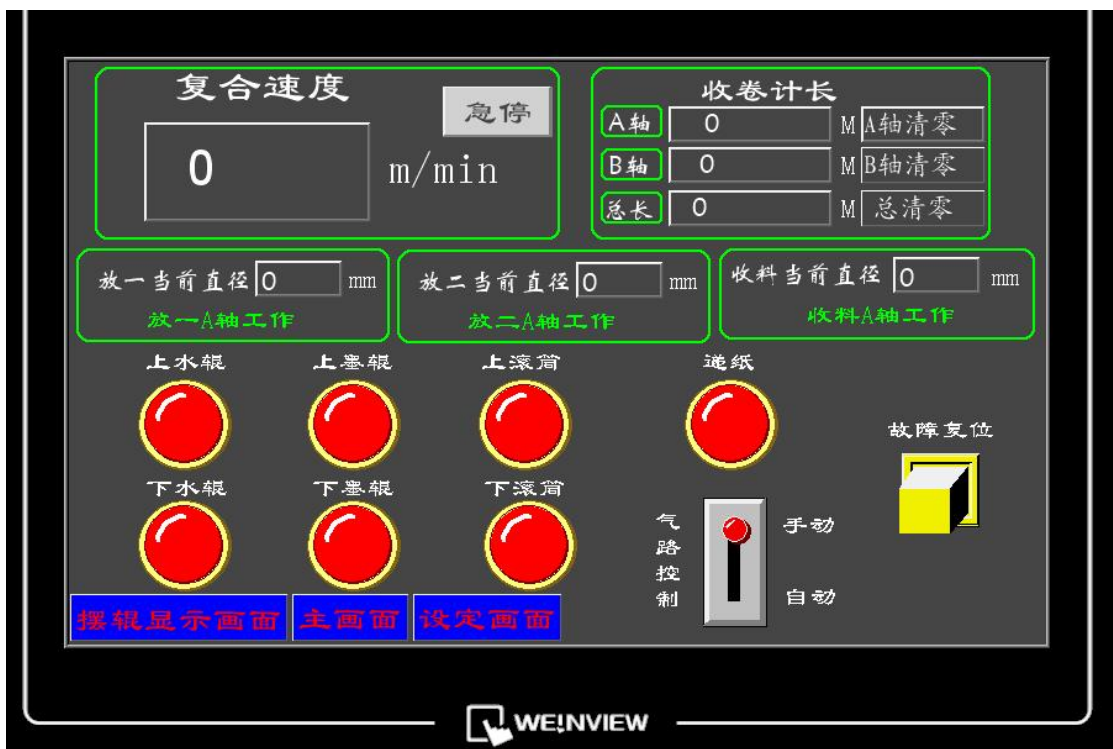 复合速度
急停
0 m/min
收卷计长
A轴 0 M A轴清零
B轴 0 M B轴清零
总长 0 M 总清零
放一当前直径 0 mm
放一A轴工作
放二当前直径 0 mm
放二A轴工作
收料当前直径 0 mm
收料A轴工作
上水辊 上墨辊 上滚筒 递纸
故障复位
下水辊 下墨辊 下滚筒
气路控制
手动
自动
摆辊显示画面 主画面 设定画面
WE!NVIEW